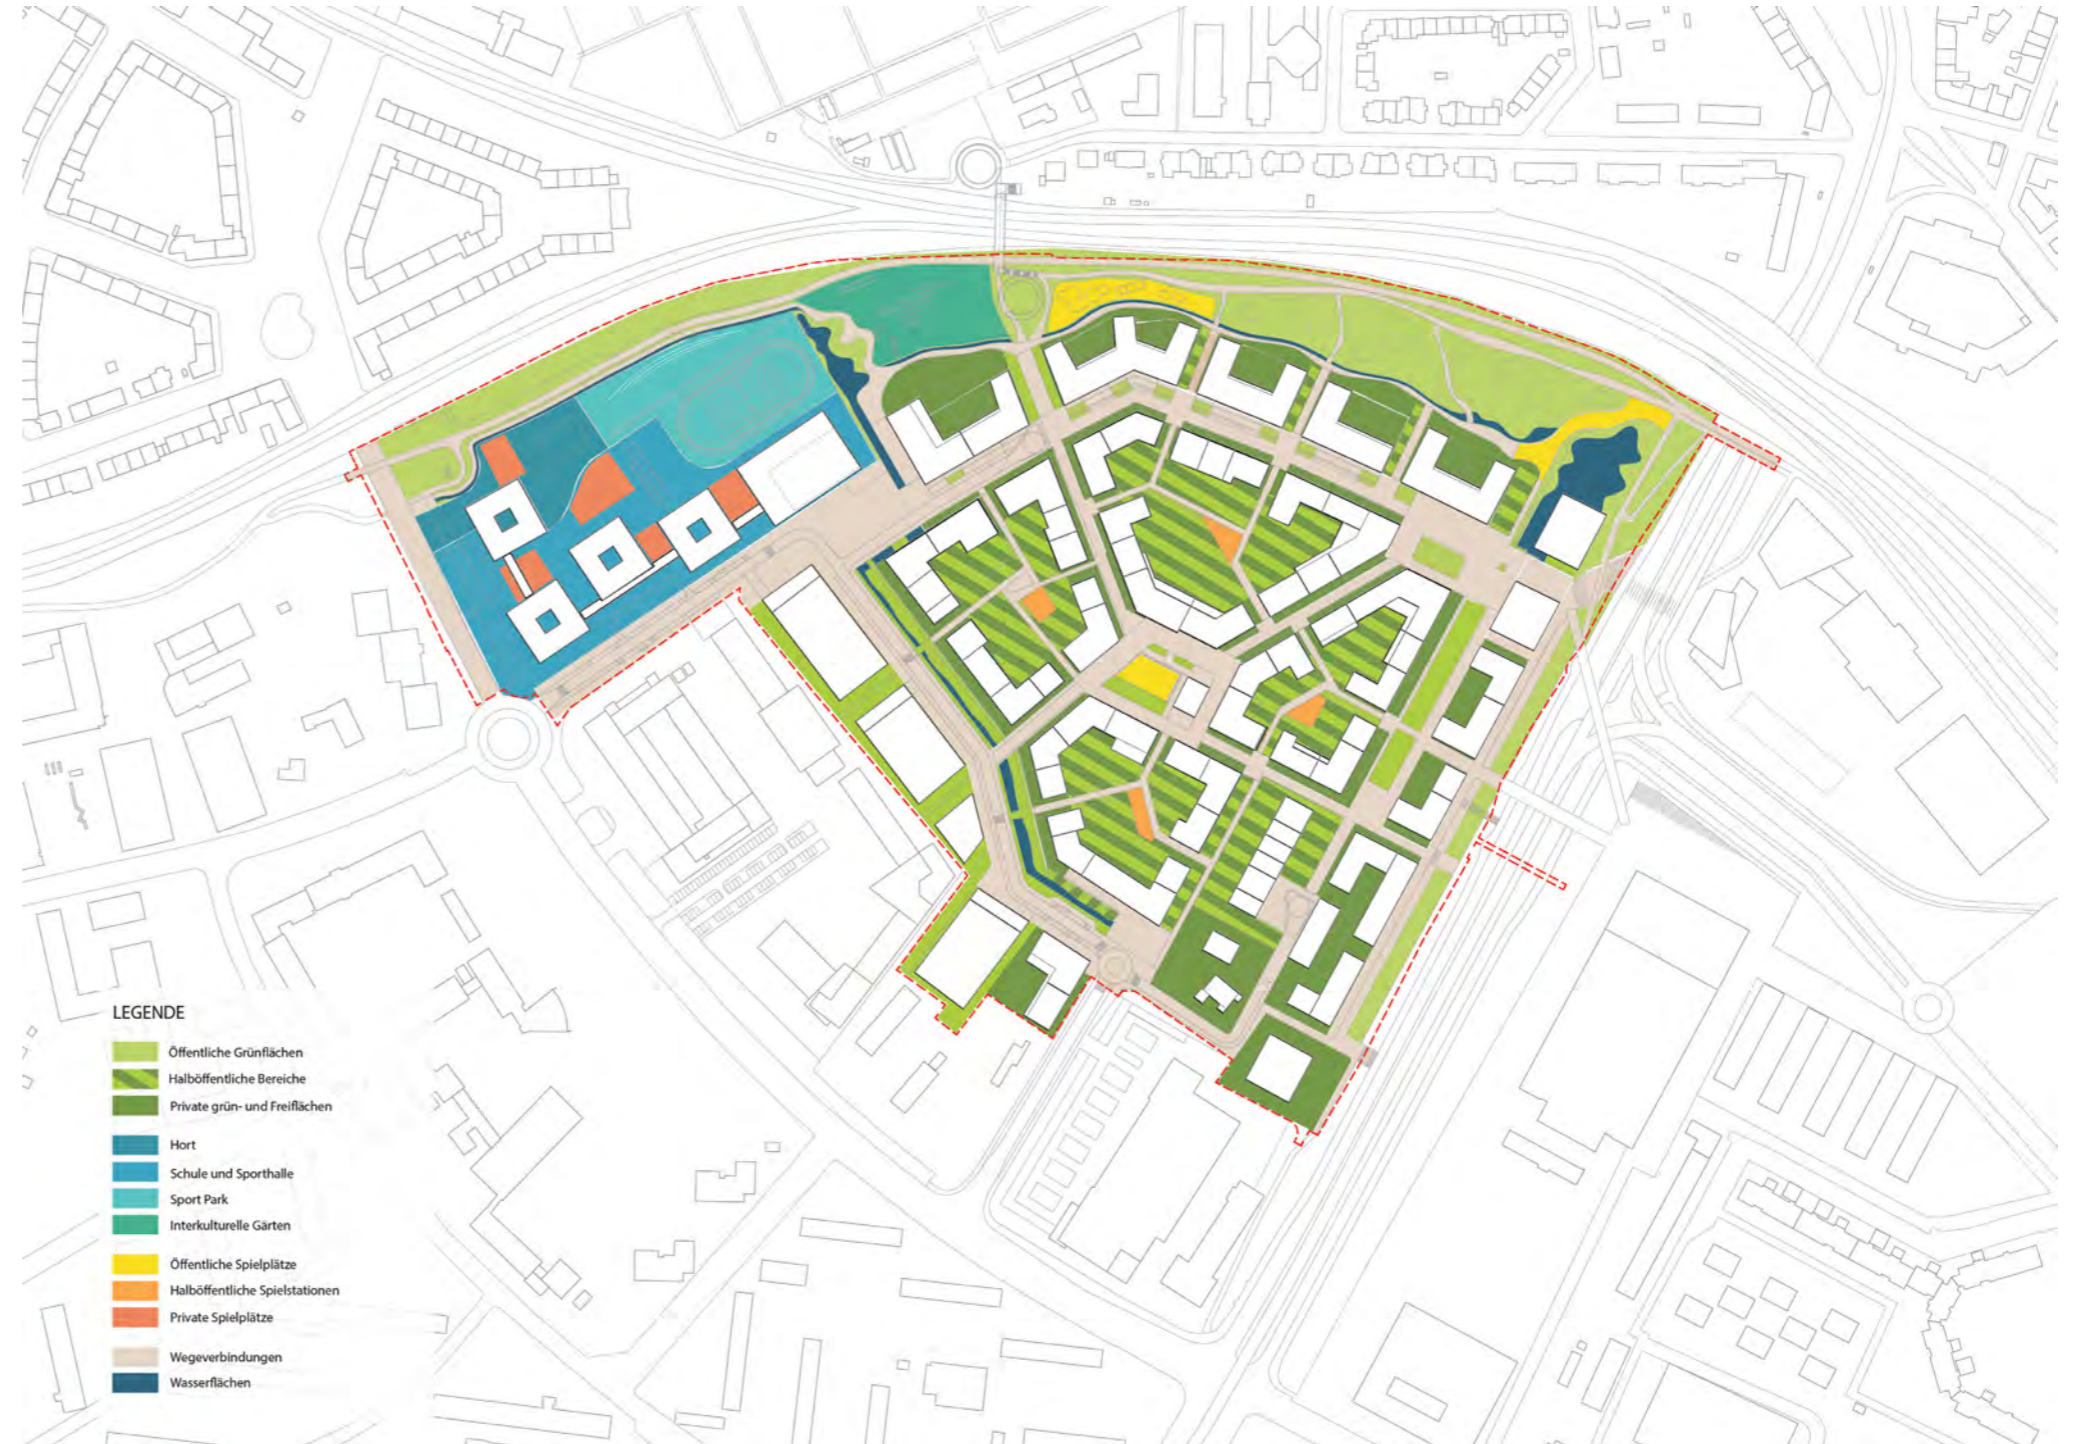 LEGENDE
Öffentliche Grünflächen
Halböffentliche Bereiche
Private grün- und Freiflächen
Hort
Schule und Sporthalle
Sport Park
Interkulturelle Gärten
Öffentliche Spielplätze
Halböffentliche Spielstationen
Private Spielplätze
Wegeverbindungen
Wasserflächen